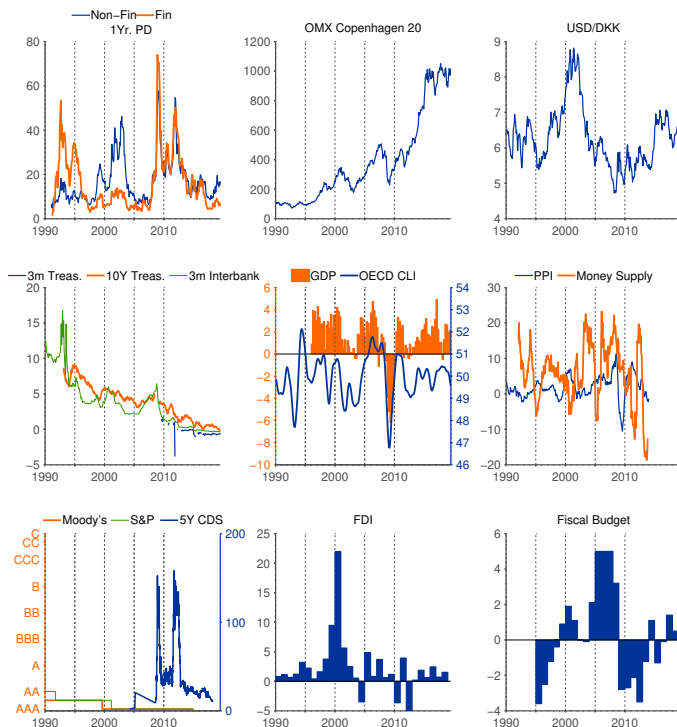 Non−Fin Fin
1Yr. PD
80
60
40
20
0
1990 2000 2010
OMX Copenhagen 20
1200
1000
800
600
400
200
0
1990 2000 2010
USD/DKK
9
8
7
6
5
4
1990 2000 2010
3m Treas. 10Y Treas. 3m Interbank
20
15
10
5
0
−5
1990 2000 2010
GDP OECD CLI
6
4
2
0
−2
−4
−6
−8
−10
54
53
52
51
50
49
48
47
46
1990 2000 2010
PPI Money Supply
30
20
10
0
−10
−20
1990 2000 2010
Moody's S&P 5Y CDS
C
CC
CCC
B
BB
BBB
A
AA
AAA
200
100
0
1990 2000 2010
FDI
25
20
15
10
5
0
−5
1990 2000 2010
Fiscal Budget
6
4
2
0
−2
−4
1990 2000 2010